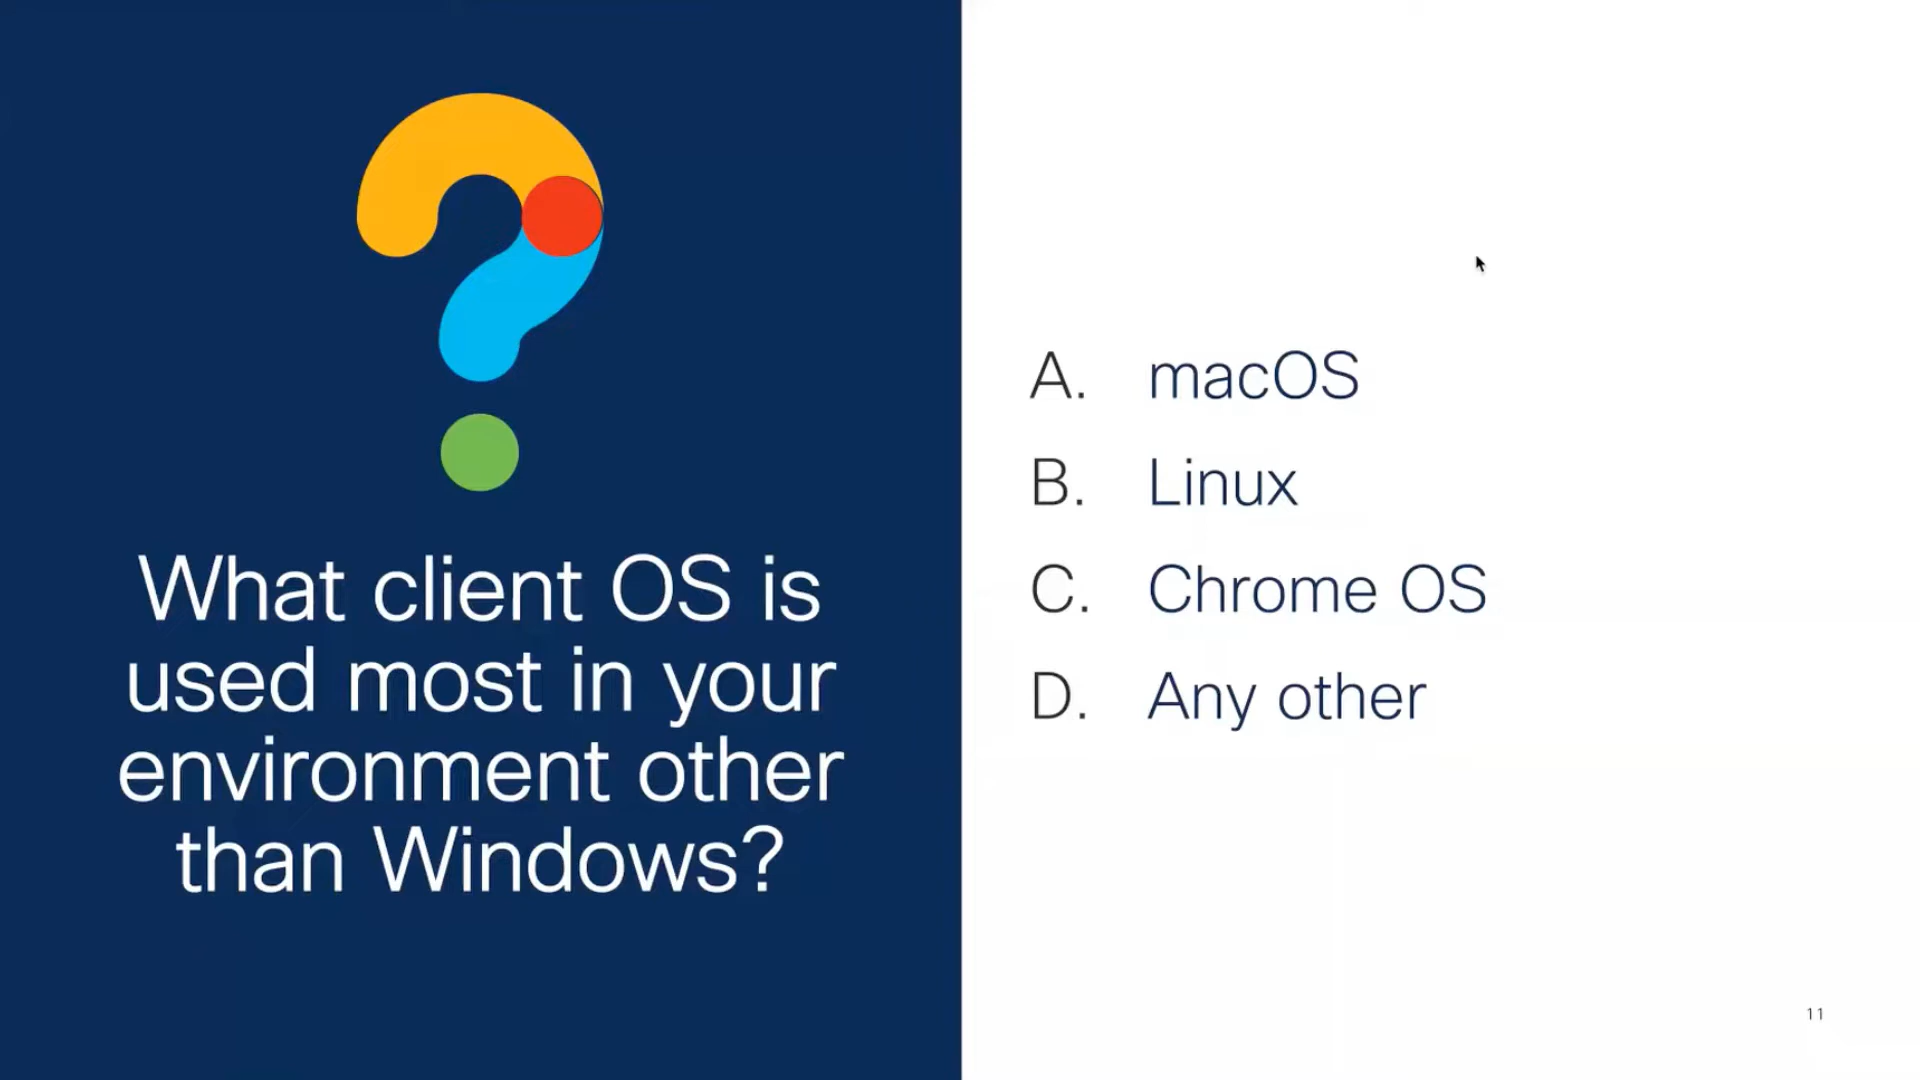 What client OS is
used most in your
environment other
than Windows?
A. macOS
B. Linux
C. Chrome OS
D. Any other
11